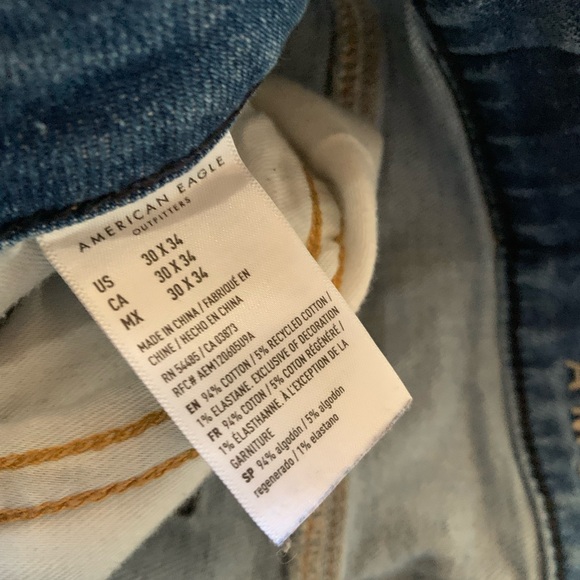 AMERICAN EAGLE
OUTFITTERS
US 30 X 34
CA 30 X 34
MX 30 X 34
MADE IN CHINA / FABRIQUÉ EN
CHINE / HECHO EN CHINA
RN 54485 / CA 03873
RFC# AEM120605U9A
EN 94% COTTON / 5% RECYCLED COTTON /
1% ELASTANE. EXCLUSIVE OF DECORATION
FR 94% COTON / 5% COTON RÉGÉNÉRÉ /
1% ÉLASTHANNE. À L'EXCEPTION DE LA
GARNITURE
SP 94% algodón / 5% algodón
regenerado / 1% elastano